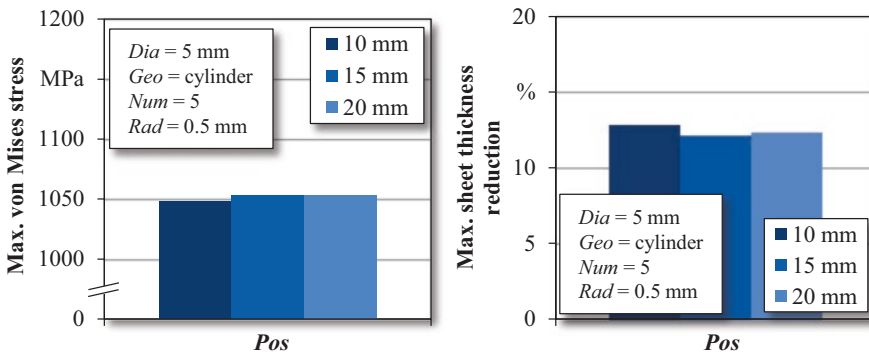 Max. von Mises stress
1200
MPa
1100
1050
1000
0
Dia = 5 mm
Geo = cylinder
Num = 5
Rad = 0.5 mm
10 mm
15 mm
20 mm
Pos
Max. sheet thickness
reduction
20
%
10
5
0
Dia = 5 mm
Geo = cylinder
Num = 5
Rad = 0.5 mm
10 mm
15 mm
20 mm
Pos